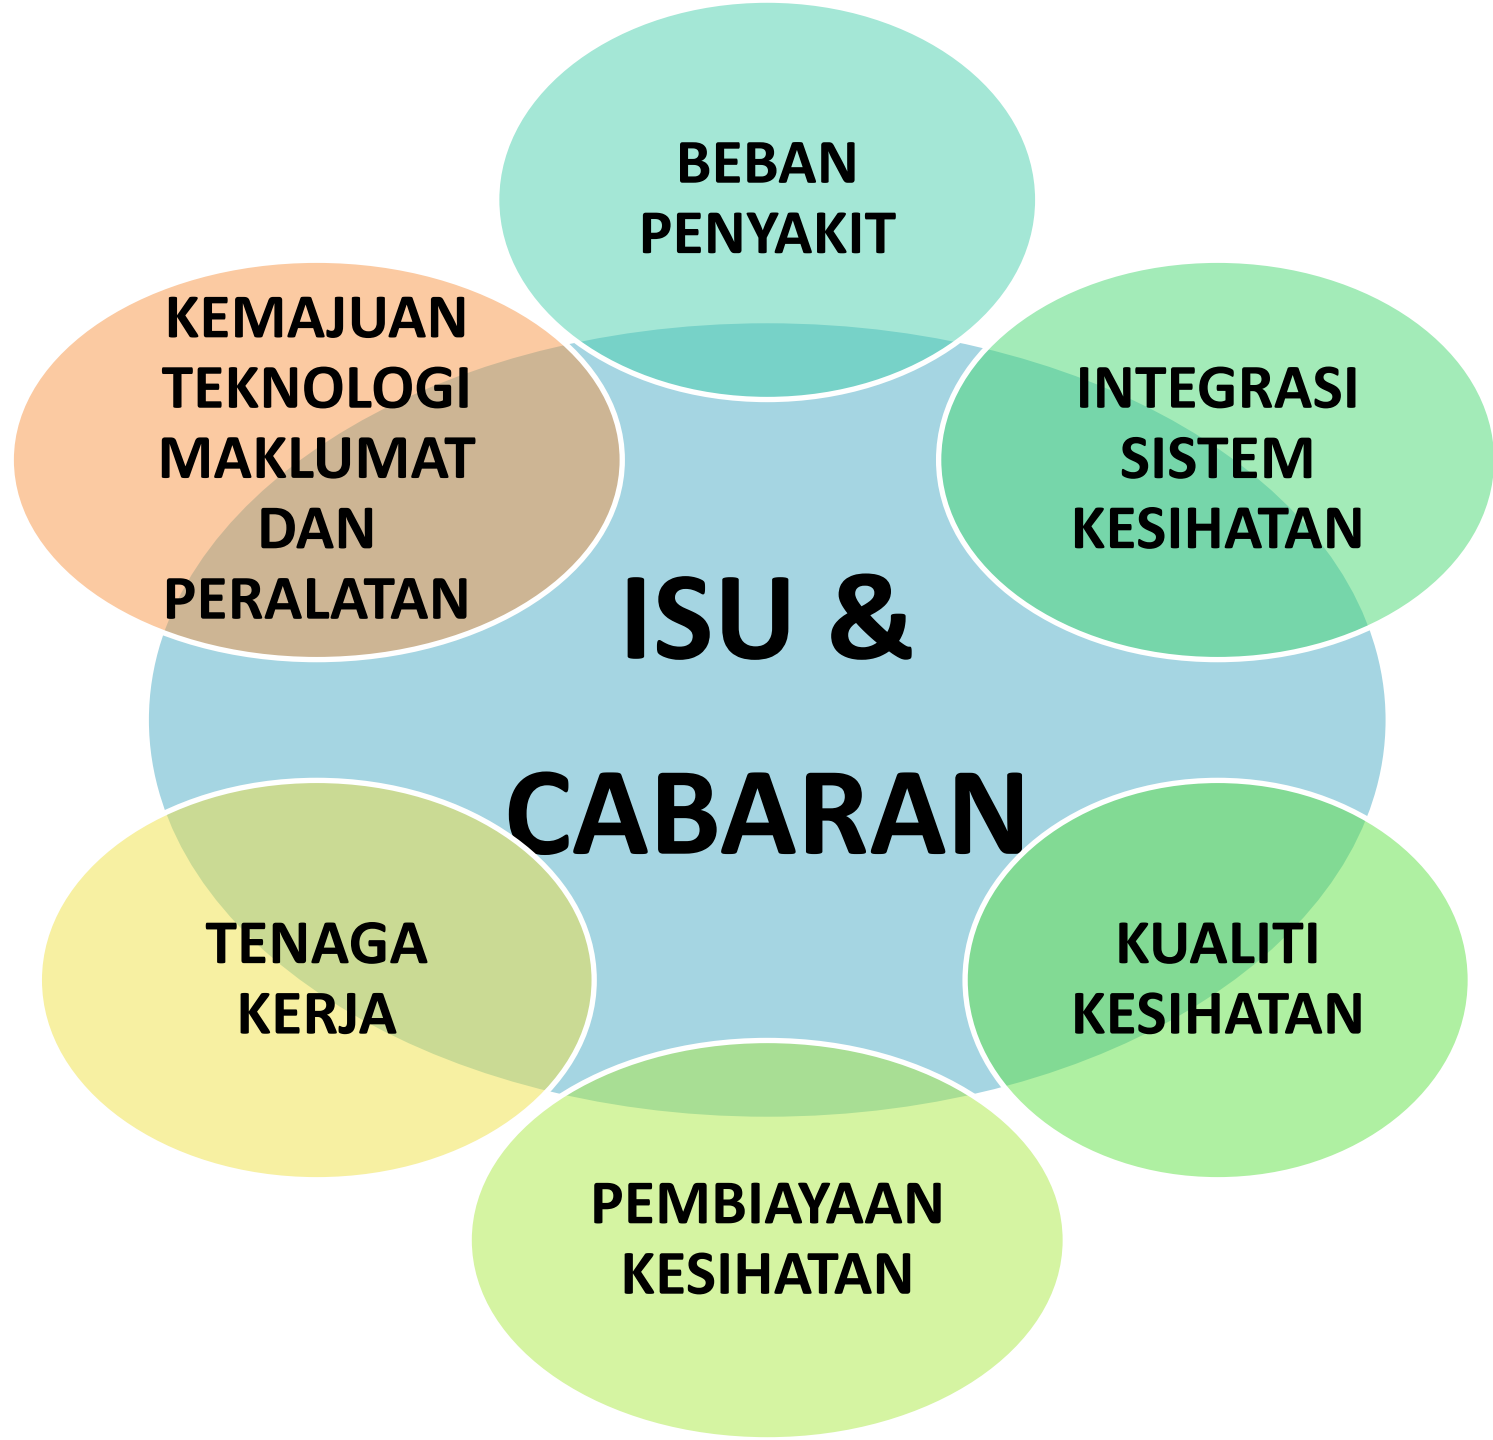 BEBAN
PENYAKIT
INTEGRASI
SISTEM
KESIHATAN
KUALITI
KESIHATAN
PEMBIAYAAN
KESIHATAN
TENAGA
KERJA
KEMAJUAN
TEKNOLOGI
MAKLUMAT
DAN
PERALATAN
ISU &
CABARAN